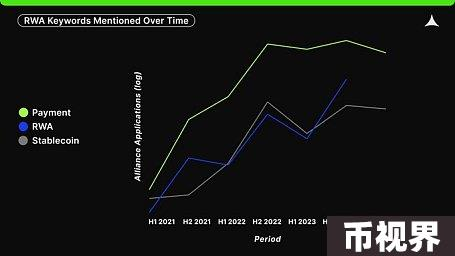 RWA Keywords Mentioned Over Time
Payment
RWA
Stablecoin
Alliance Applications (log)
H1 2021 H2 2021 H1 2022 H2 2022 H1 2023
Period
币视界